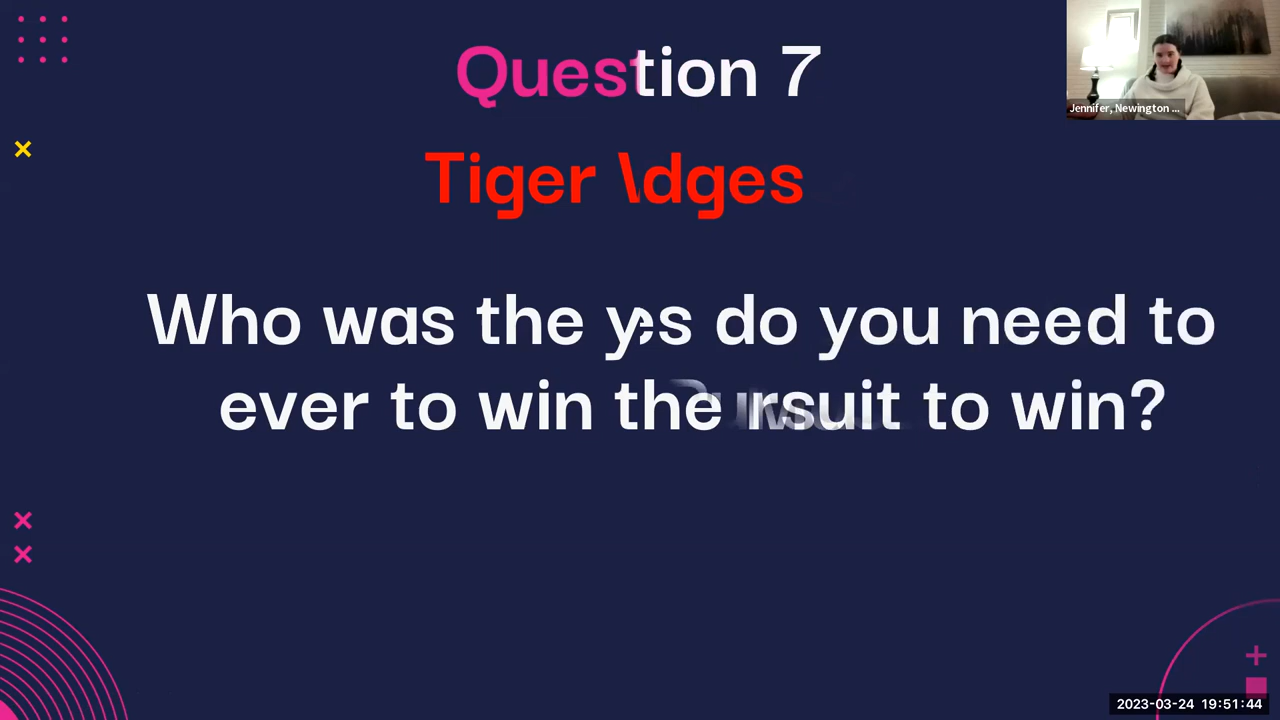 Question 7
Tiger \dges
Who was the y s do you need to
ever to win the rsuit to win?
Jennifer, Newington ...
2023-03-24 19:51:44